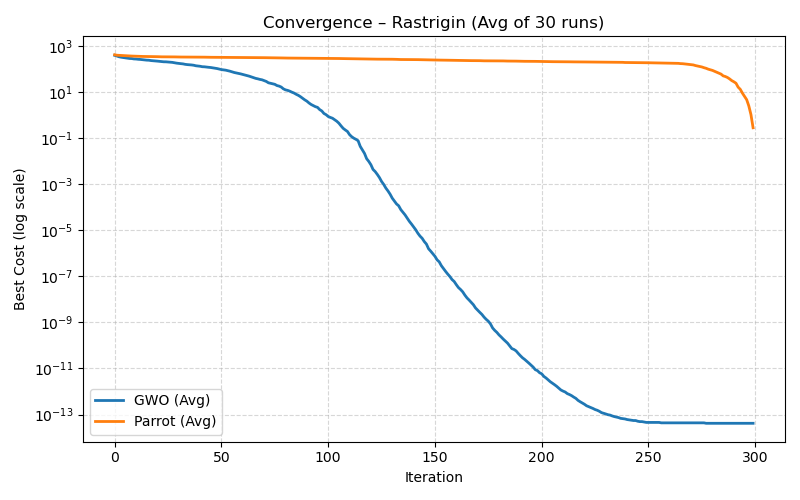 Convergence – Rastrigin (Avg of 30 runs)
Best Cost (log scale)
10³
10¹
10⁻¹
10⁻³
10⁻⁵
10⁻⁷
10⁻⁹
10⁻¹¹
10⁻¹³
GWO (Avg)
Parrot (Avg)
0 50 100 150 200 250 300
Iteration